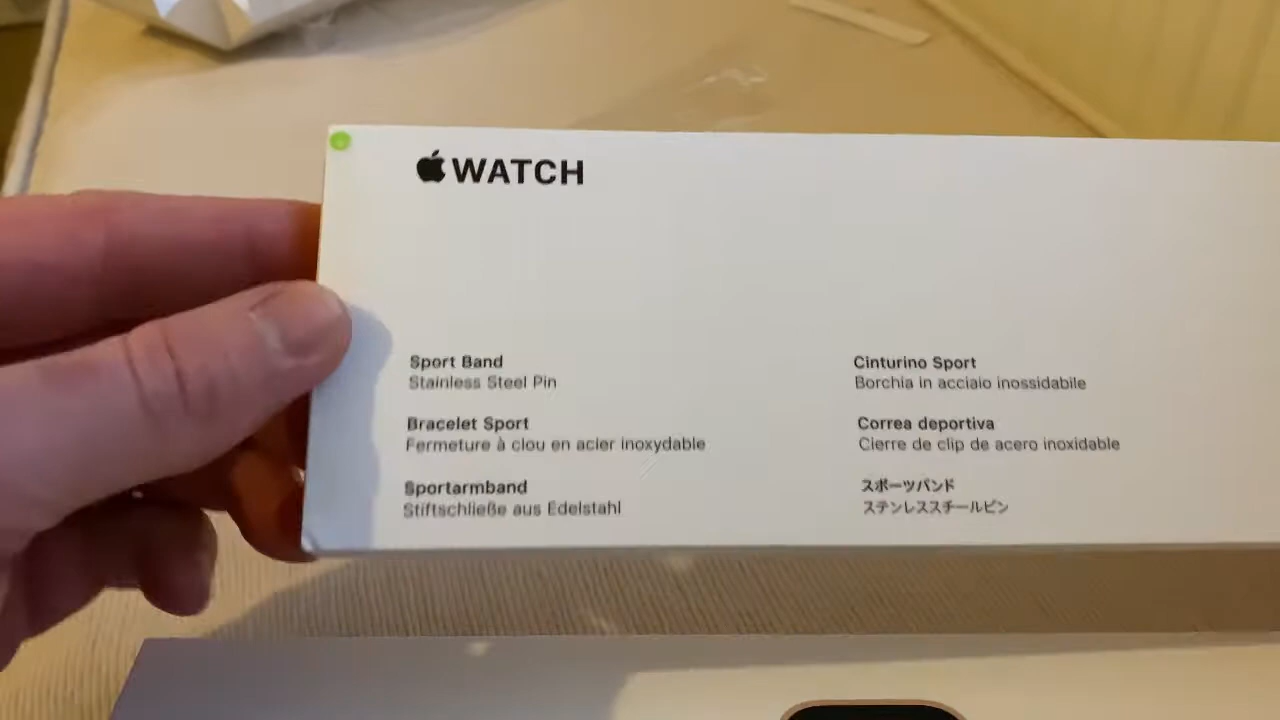 WATCH
Sport Band
Stainless Steel Pin
Bracelet Sport
Fermeture à clou en acier inoxydable
Sportarmband
Stiftschließe aus Edelstahl
Cinturino Sport
Borchia in acciaio inossidabile
Correa deportiva
Cierre de clip de acero inoxidable
スポーツバンド
ステンレススチールピン